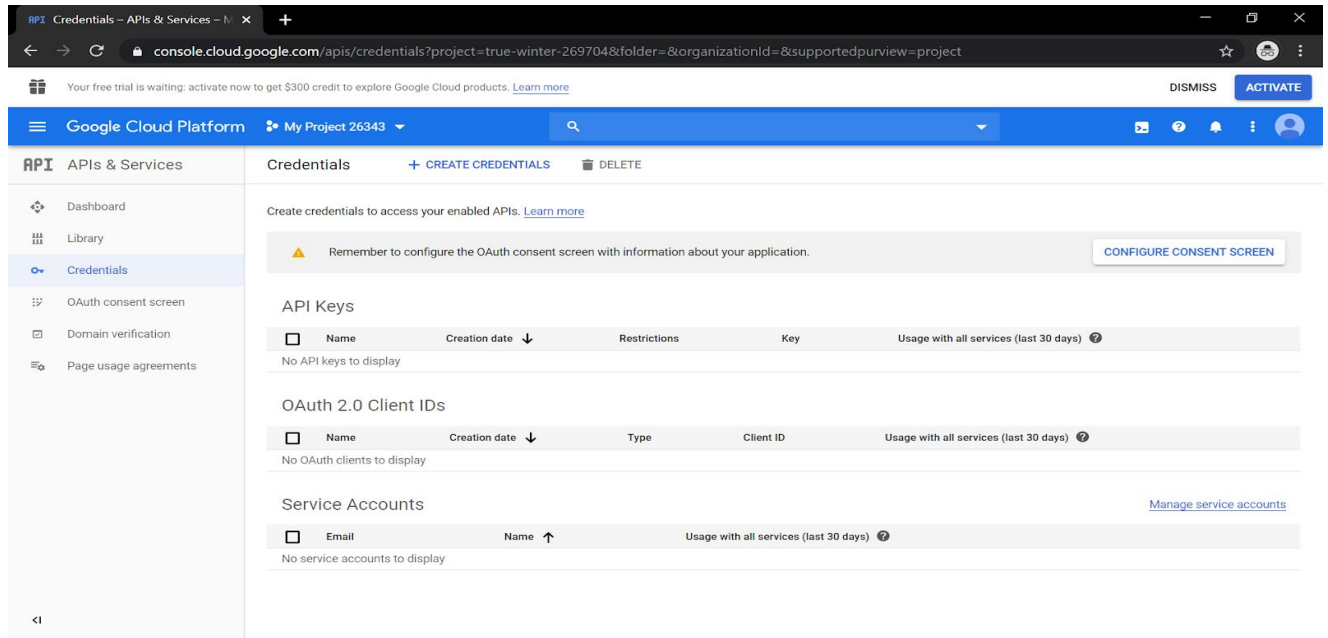 API Credentials – APIs & Services – M
console.cloud.google.com/apis/credentials?project=true-winter-269704&folder=&organizationId=&supportedpurview=project
Your free trial is waiting: activate now to get $300 credit to explore Google Cloud products. Learn more DISMISS ACTIVATE
Google Cloud Platform My Project 26343
API APIs & Services Credentials + CREATE CREDENTIALS DELETE
Dashboard
Library
Credentials
OAuth consent screen
Domain verification
Page usage agreements
Create credentials to access your enabled APIs. Learn more
Remember to configure the OAuth consent screen with information about your application. CONFIGURE CONSENT SCREEN
API Keys
Name Creation date Restrictions Key Usage with all services (last 30 days)
No API keys to display
OAuth 2.0 Client IDs
Name Creation date Type Client ID Usage with all services (last 30 days)
No OAuth clients to display
Service Accounts Manage service accounts
Email Name Usage with all services (last 30 days)
No service accounts to display